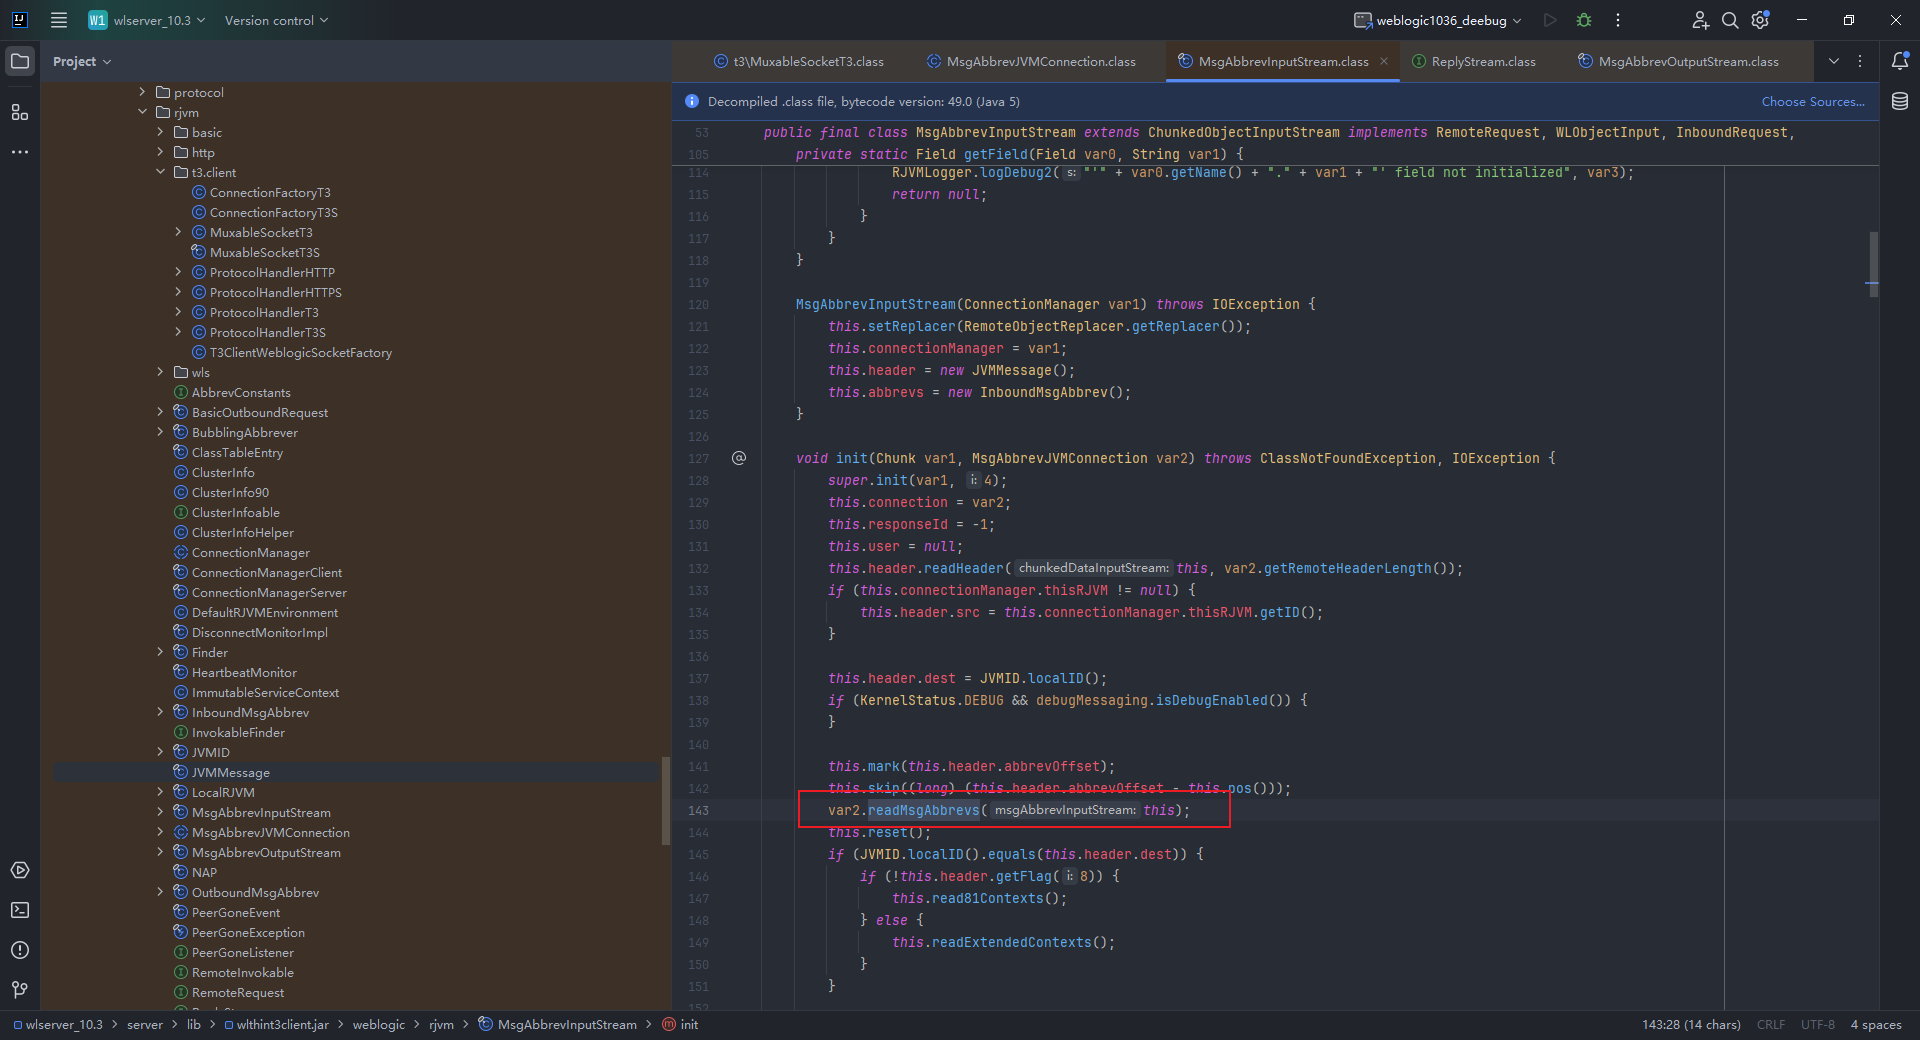 W1 wlserver_10.3 Version control weblogic1036_deebug
Project
protocol
rjvm
basic
http
t3.client
ConnectionFactoryT3
ConnectionFactoryT3S
MuxableSocketT3
MuxableSocketT3S
ProtocolHandlerHTTP
ProtocolHandlerHTTPS
ProtocolHandlerT3
ProtocolHandlerT3S
T3ClientWeblogicSocketFactory
wls
AbbrevConstants
BasicOutboundRequest
BubblingAbbrever
ClassTableEntry
ClusterInfo
ClusterInfo90
ClusterInfoable
ClusterInfoHelper
ConnectionManager
ConnectionManagerClient
ConnectionManagerServer
DefaultRJVMEnvironment
DisconnectMonitorImpl
Finder
HeartbeatMonitor
ImmutableServiceContext
InboundMsgAbbrev
InvokableFinder
JVMID
JVMMessage
LocalRJVM
MsgAbbrevInputStream
MsgAbbrevJVMConnection
MsgAbbrevOutputStream
NAP
OutboundMsgAbbrev
PeerGoneEvent
PeerGoneException
PeerGoneListener
RemoteInvokable
RemoteRequest
t3\MuxableSocketT3.class MsgAbbrevJVMConnection.class MsgAbbrevInputStream.class ReplyStream.class MsgAbbrevOutputStream.class
Decompiled .class file, bytecode version: 49.0 (Java 5) Choose Sources...
53 public final class MsgAbbrevInputStream extends ChunkedObjectInputStream implements RemoteRequest, WLObjectInput, InboundRequest,
105 private static Field getField(Field var0, String var1) {
114 RJVMLogger.logDebug2( s: "'" + var0.getName() + "." + var1 + "' field not initialized", var3);
115 return null;
116 }
117 }
118 }
119
120 MsgAbbrevInputStream(ConnectionManager var1) throws IOException {
121 this.setReplacer(RemoteObjectReplacer.getReplacer());
122 this.connectionManager = var1;
123 this.header = new JVMMessage();
124 this.abbrevs = new InboundMsgAbbrev();
125 }
126
127 void init(Chunk var1, MsgAbbrevJVMConnection var2) throws ClassNotFoundException, IOException {
128 super.init(var1, i: 4);
129 this.connection = var2;
130 this.responseId = -1;
131 this.user = null;
132 this.header.readHeader( chunkedDataInputStream: this, var2.getRemoteHeaderLength());
133 if (this.connectionManager.thisRJVM != null) {
134 this.header.src = this.connectionManager.thisRJVM.getID();
135 }
136
137 this.header.dest = JVMID.localID();
138 if (KernelStatus.DEBUG && debugMessaging.isDebugEnabled()) {
139 }
140
141 this.mark(this.header.abbrevOffset);
142 this.skip((long) (this.header.abbrevOffset - this.pos()));
143 var2.readMsgAbbrevs( msgAbbrevInputStream: this);
144 this.reset();
145 if (JVMID.localID().equals(this.header.dest)) {
146 if (!this.header.getFlag( i: 8)) {
147 this.read81Contexts();
148 } else {
149 this.readExtendedContexts();
150 }
151 }
152
wlserver_10.3 > server > lib > wlthint3client.jar > weblogic > rjvm > MsgAbbrevInputStream > init 143:28 (14 chars) CRLF UTF-8 4 spaces